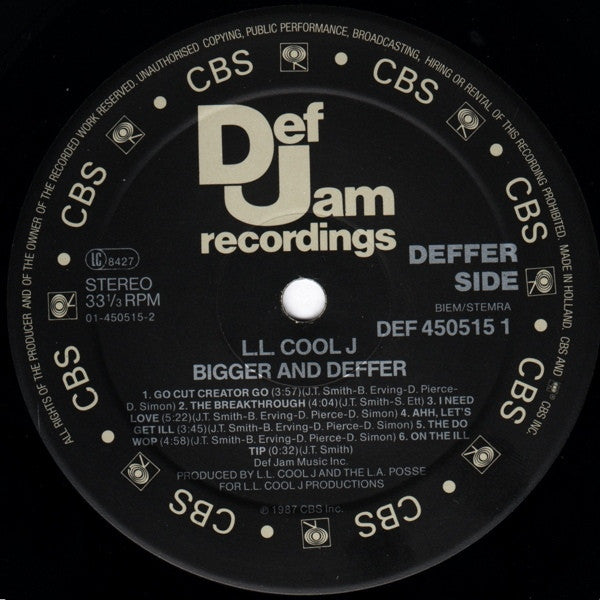 ALL RIGHTS OF THE PRODUCER AND OF THE OWNER OF THE RECORDED WORK RESERVED. UNAUTHORISED COPYING, PUBLIC PERFORMANCE, BROADCASTING, HIRING OR RENTAL OF THIS RECORDING PROHIBITED. MADE IN HOLLAND. CBS AND ® CBS INC.
CBS
CBS
CBS
CBS
CBS
CBS
CBS
CBS
CBS
Def
Jam
recordings
LC 8427
STEREO
33 1/3 RPM
01-450515-2
DEFFER
SIDE
BIEM/STEMRA
DEF 450515 1
L.L. COOL J
BIGGER AND DEFFER
1. GO CUT CREATOR GO (3:57)(J.T. Smith-B. Erving-D. Pierce-
D. Simon) 2. THE BREAKTHROUGH (4:04)(J.T. Smith-S. Ett) 3. I NEED
LOVE (5:22)(J.T. Smith-B. Erving-D. Pierce-D. Simon) 4. AHH, LET'S
GET ILL (3:45)(J.T. Smith-B. Erving-D. Pierce-D. Simon) 5. THE DO
WOP (4:58)(J.T. Smith-B. Erving-D. Pierce-D. Simon) 6. ON THE ILL
TIP (0:32)(J.T. Smith)
Def Jam Music Inc.
PRODUCED BY L.L. COOL J AND THE L.A. POSSE
FOR L.L. COOL J PRODUCTIONS
℗ 1987 CBS Inc.